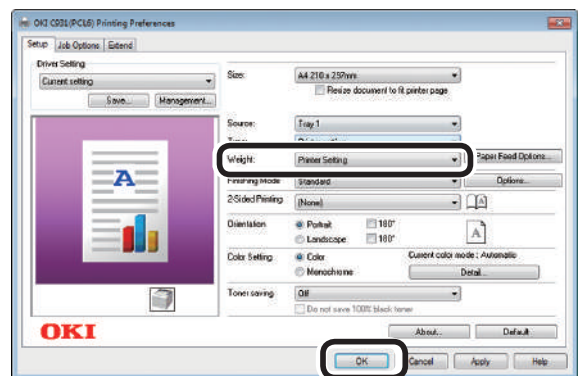 OKI C931(PCL6) Printing Preferences
Setup Job Options Extend
Driver Setting
Current setting
Save... Management...
Size: A4 210 x 297mm
Resize document to fit printer page
Source: Tray 1
Weight: Printer Setting Paper Feed Options...
Finishing Mode Standard Options...
2-Sided Printing (None)
Orientation Portrait 180°
Landscape 180°
Color Setting Color Current color mode : Automatic
Monochrome Detail...
Toner saving Off
Do not save 100% black toner
A
A
A
OKI
About... Default
OK Cancel Apply Help